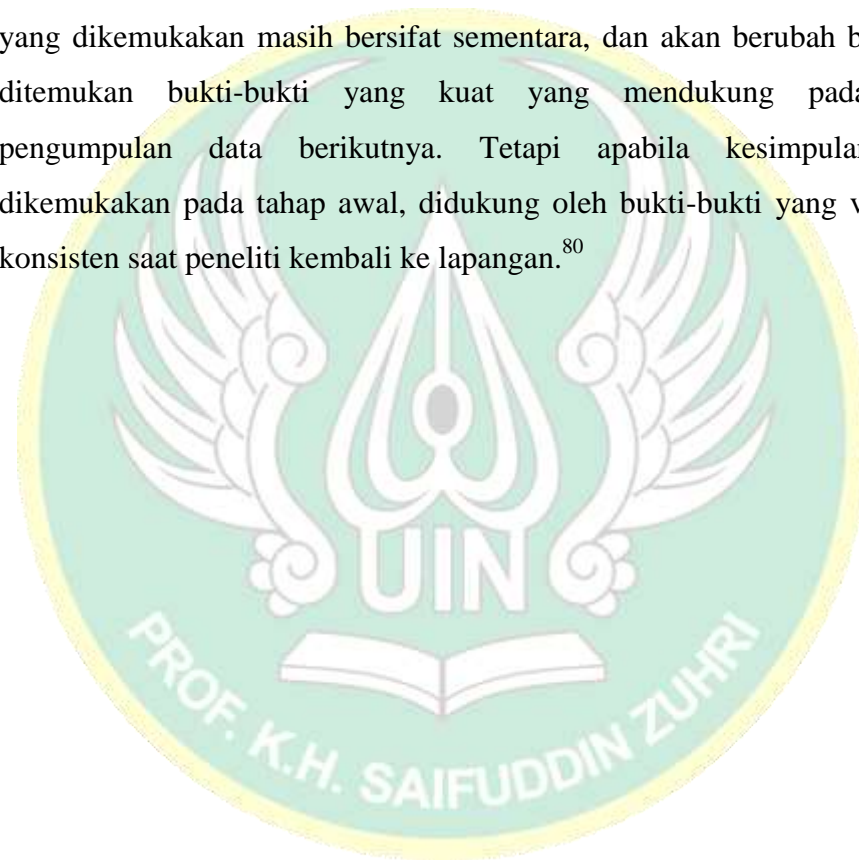 yang dikemukakan masih bersifat sementara, dan akan berubah
ditemukan bukti-bukti yang kuat yang mendukung
pengumpulan data berikutnya. Tetapi apabila
dikemukakan pada tahap awal, didukung oleh bukti-bukti yang
konsisten saat peneliti kembali ke lapangan.80
UIN
PROF. K.H. SAIFUDDIN ZUHRI